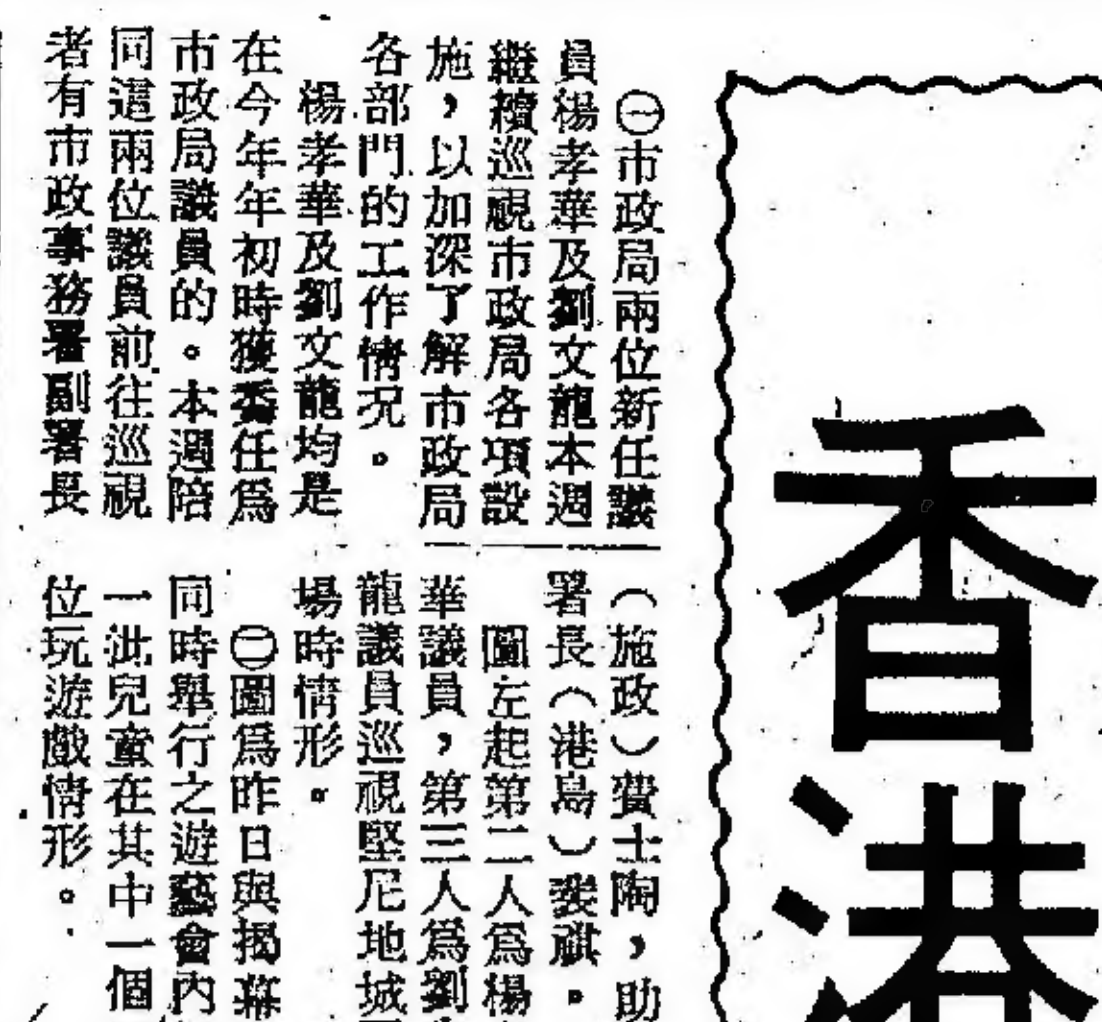 香港
㊀市政局兩位新任議
員楊孝華及劉文龍本週
繼續巡視市政局各項設
施，以加深了解市政局
各部門的工作情況。
楊孝華及劉文龍均是
在今年年初時獲委任爲
市政局議員的。本週陪
同這兩位議員前往巡視
者有市政事務署副署長
（施政）費士陶，助
署長（港島）裴祺。
圖左起第二人爲楊
華議員，第三人爲劉
龍議員巡視堅尼地城
場時情形。
㊁圖爲昨日與揭幕
同時舉行之遊藝會內
一批兒童在其中一個
位玩遊戲情形。